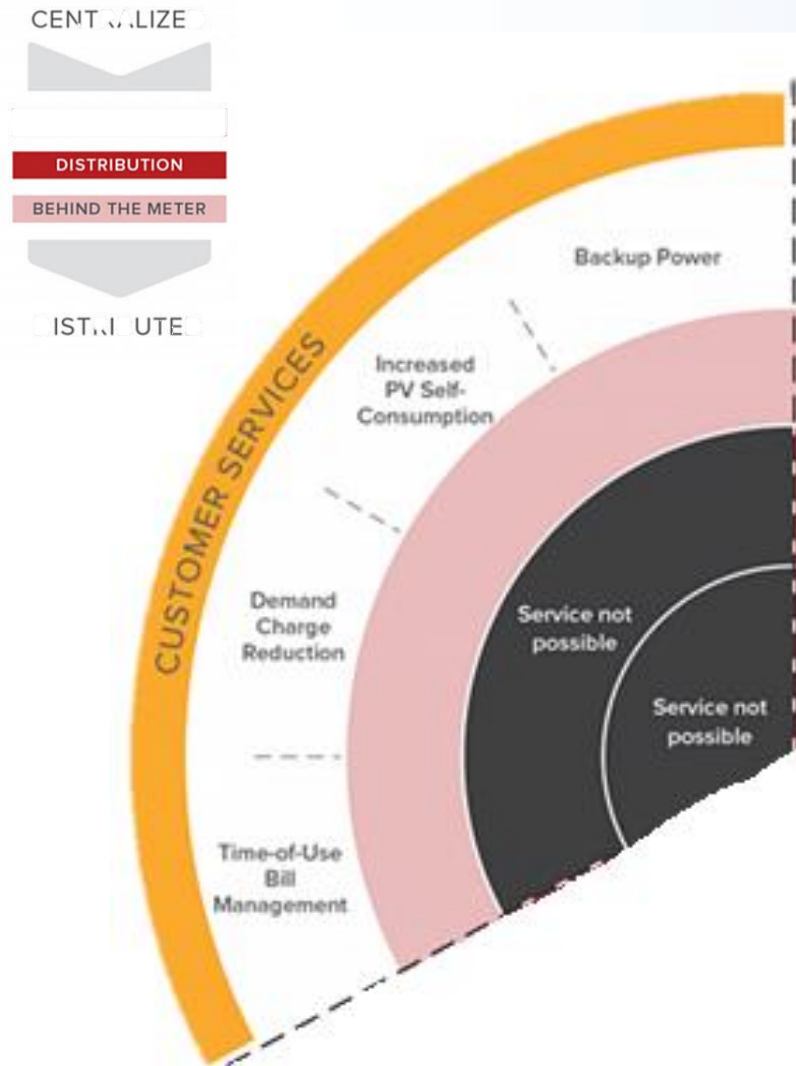 DISTRIBUTION
BEHIND THE METER
CUSTOMER SERVICES
Backup Power
Increased
PV Self-
Consumption
Demand
Charge
Reduction
Time-of-Use
Bill
Management
Service not
possible
Service not
possible